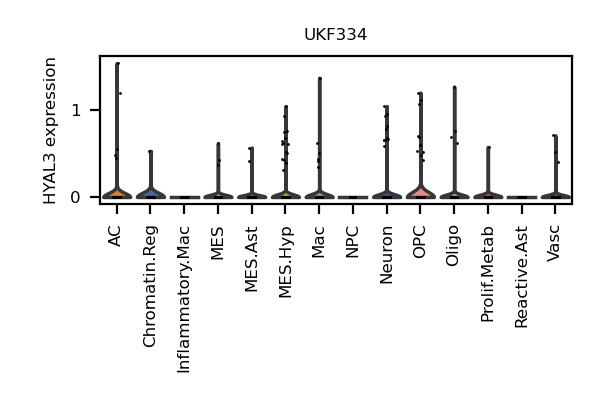 UKF334
HYAL3 expression
1
0
AC
Chromatin.Reg
Inflammatory.Mac
MES
MES.Ast
MES.Hyp
Mac
NPC
Neuron
OPC
Oligo
Prolif.Metab
Reactive.Ast
Vasc